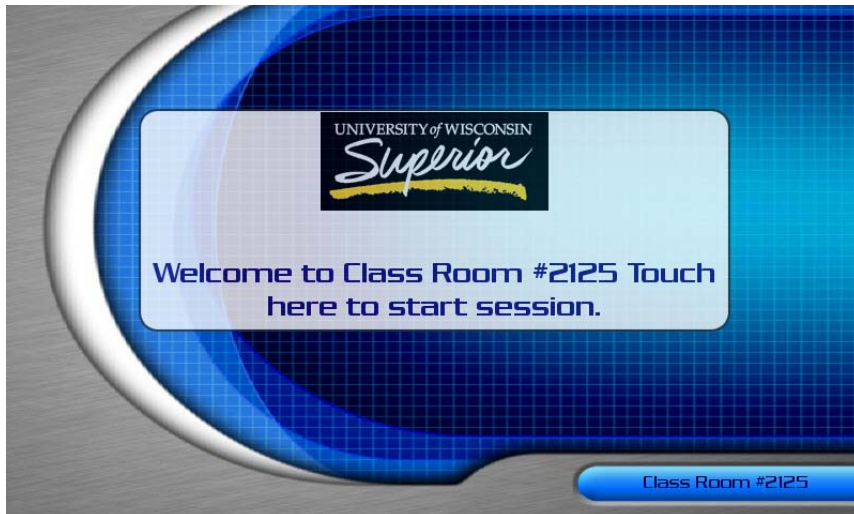 UNIVERSITY of WISCONSIN
Superior
Welcome to Class Room #2125 Touch
here to start session.
Class Room #2125